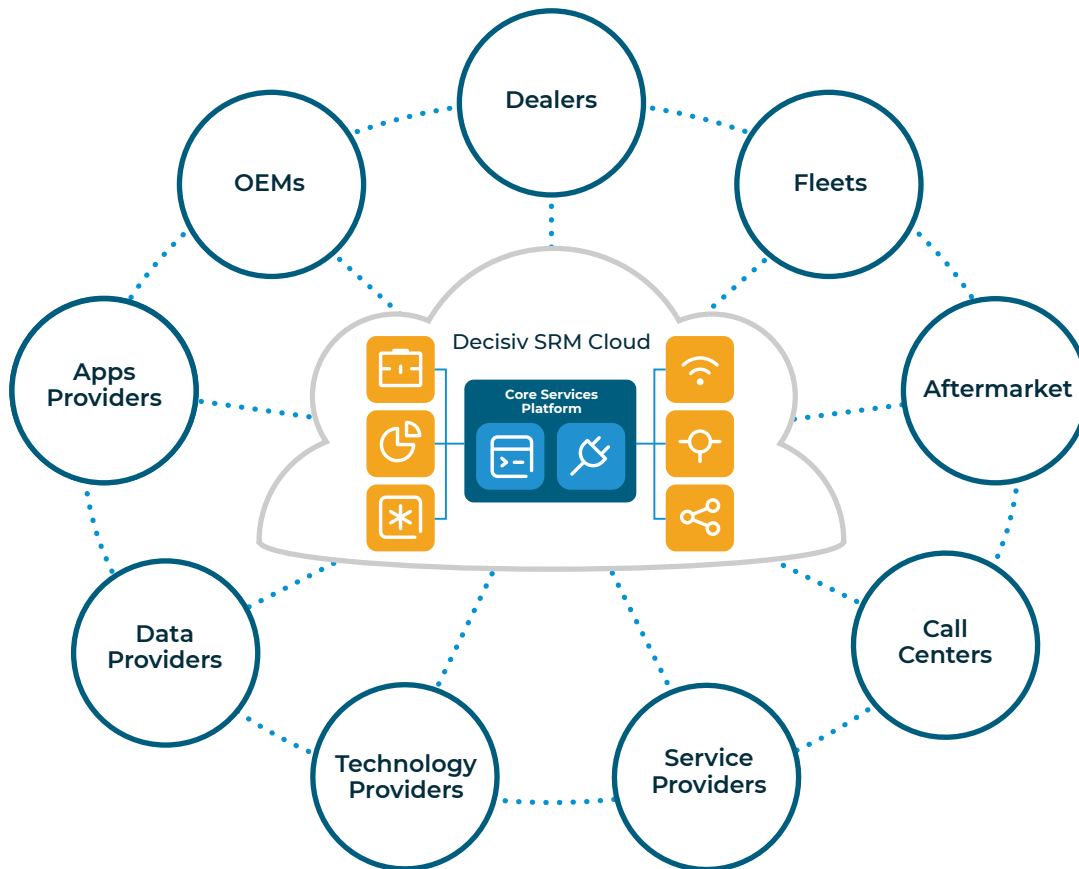 Dealers
OEMs
Fleets
Decisiv SRM Cloud
Apps
Providers
Core Services
Platform
Aftermarket
Data
Providers
Call
Centers
Technology
Providers
Service
Providers